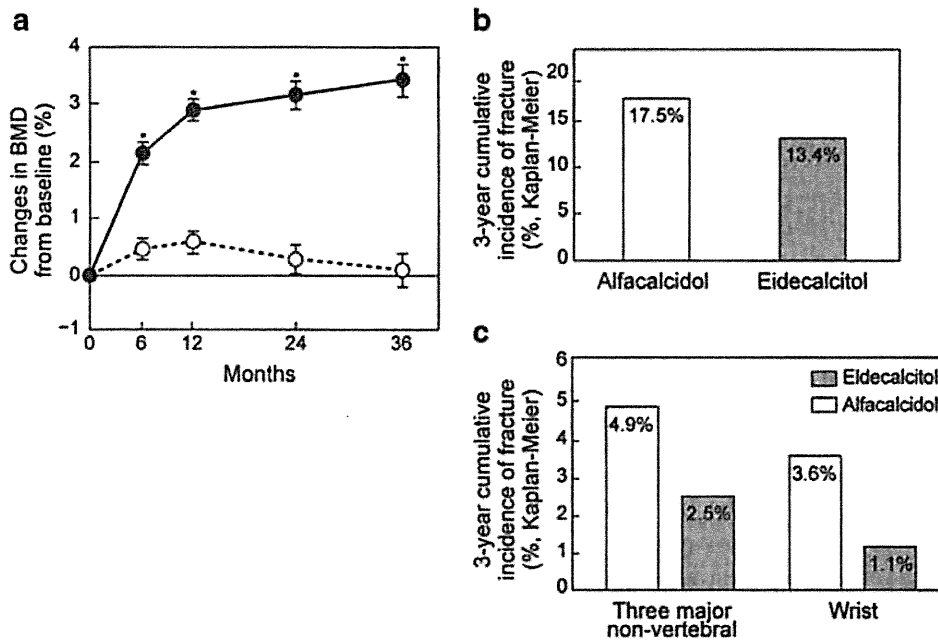 a
Changes in BMD
from baseline (%)
4
3
2
1
0
−1
* * * *
0 6 12 24 36
Months
b
3-year cumulative
incidence of fracture
(%, Kaplan-Meier)
20
15
10
5
0
17.5%
13.4%
Alfacalcidol Eldecalcitol
c
3-year cumulative
incidence of fracture
(%, Kaplan-Meier)
6
5
4
3
2
1
0
Eldecalcitol
Alfacalcidol
4.9%
2.5%
3.6%
1.1%
Three major
non-vertebral
Wrist